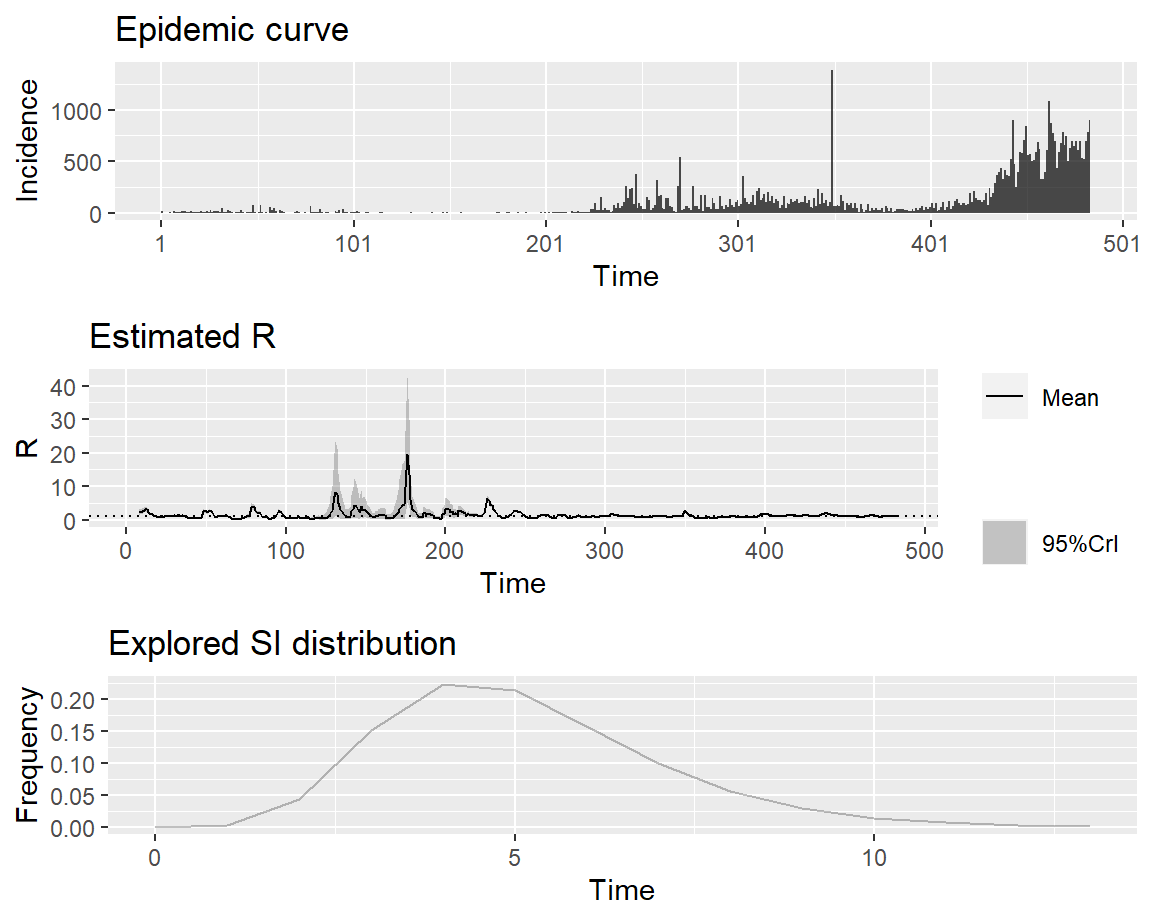 Epidemic curve
Incidence
1000
500
0
1 101 201 301 401 501
Time
Estimated R
R
40
30
20
10
0
0 100 200 300 400 500
Time
Mean
95%CrI
Explored SI distribution
Frequency
0.20
0.15
0.10
0.05
0.00
0 5 10
Time